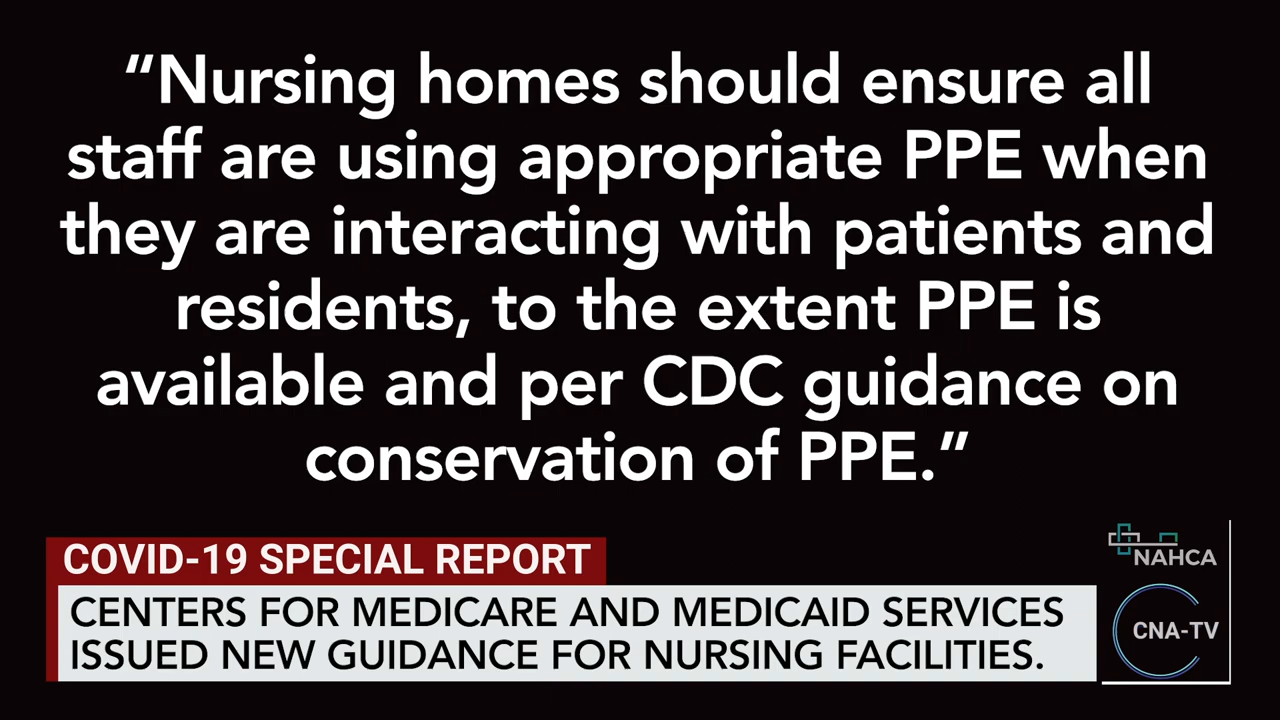 “Nursing homes should ensure all
staff are using appropriate PPE when
they are interacting with patients and
residents, to the extent PPE is
available and per CDC guidance on
conservation of PPE.”
COVID-19 SPECIAL REPORT
CENTERS FOR MEDICARE AND MEDICAID SERVICES
ISSUED NEW GUIDANCE FOR NURSING FACILITIES.
NAHCA
CNA-TV